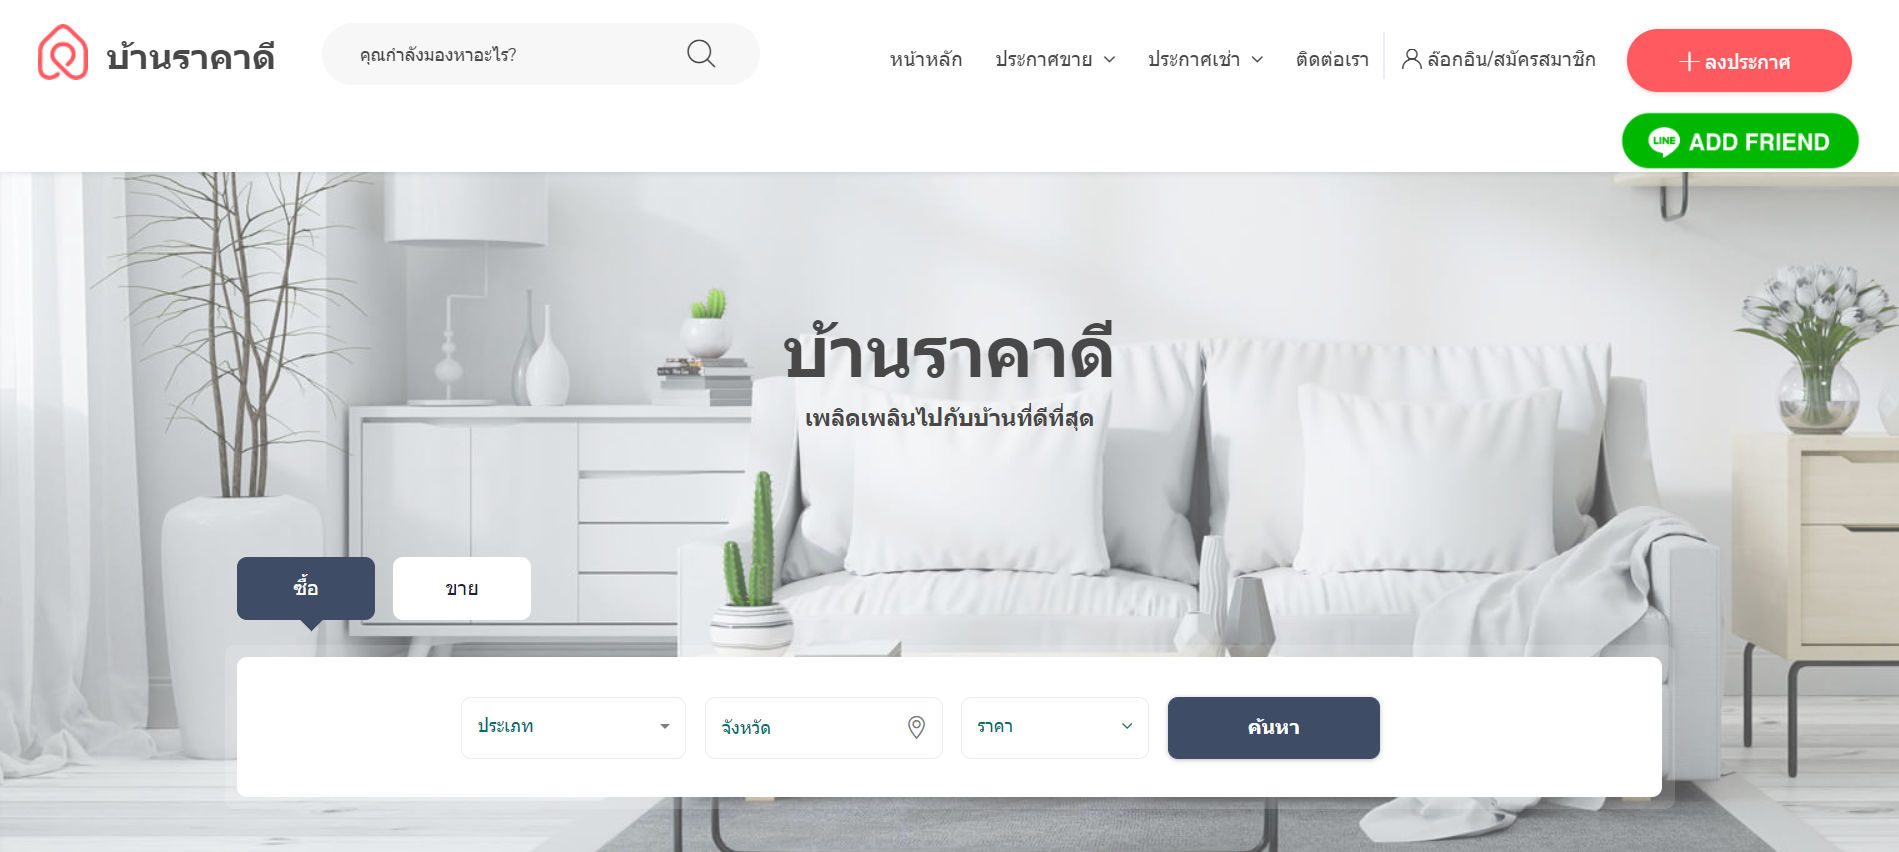 บ้านราคาดี
คุณกำลังมองหาอะไร?
หน้าหลัก ประกาศขาย ประกาศเช่า ติดต่อเรา ล๊อกอิน/สมัครสมาชิก
ลงประกาศ
LINE ADD FRIEND
บ้านราคาดี
เพลิดเพลินไปกับบ้านที่ดีที่สุด
ซื้อ ขาย
ประเภท จังหวัด ราคา ค้นหา